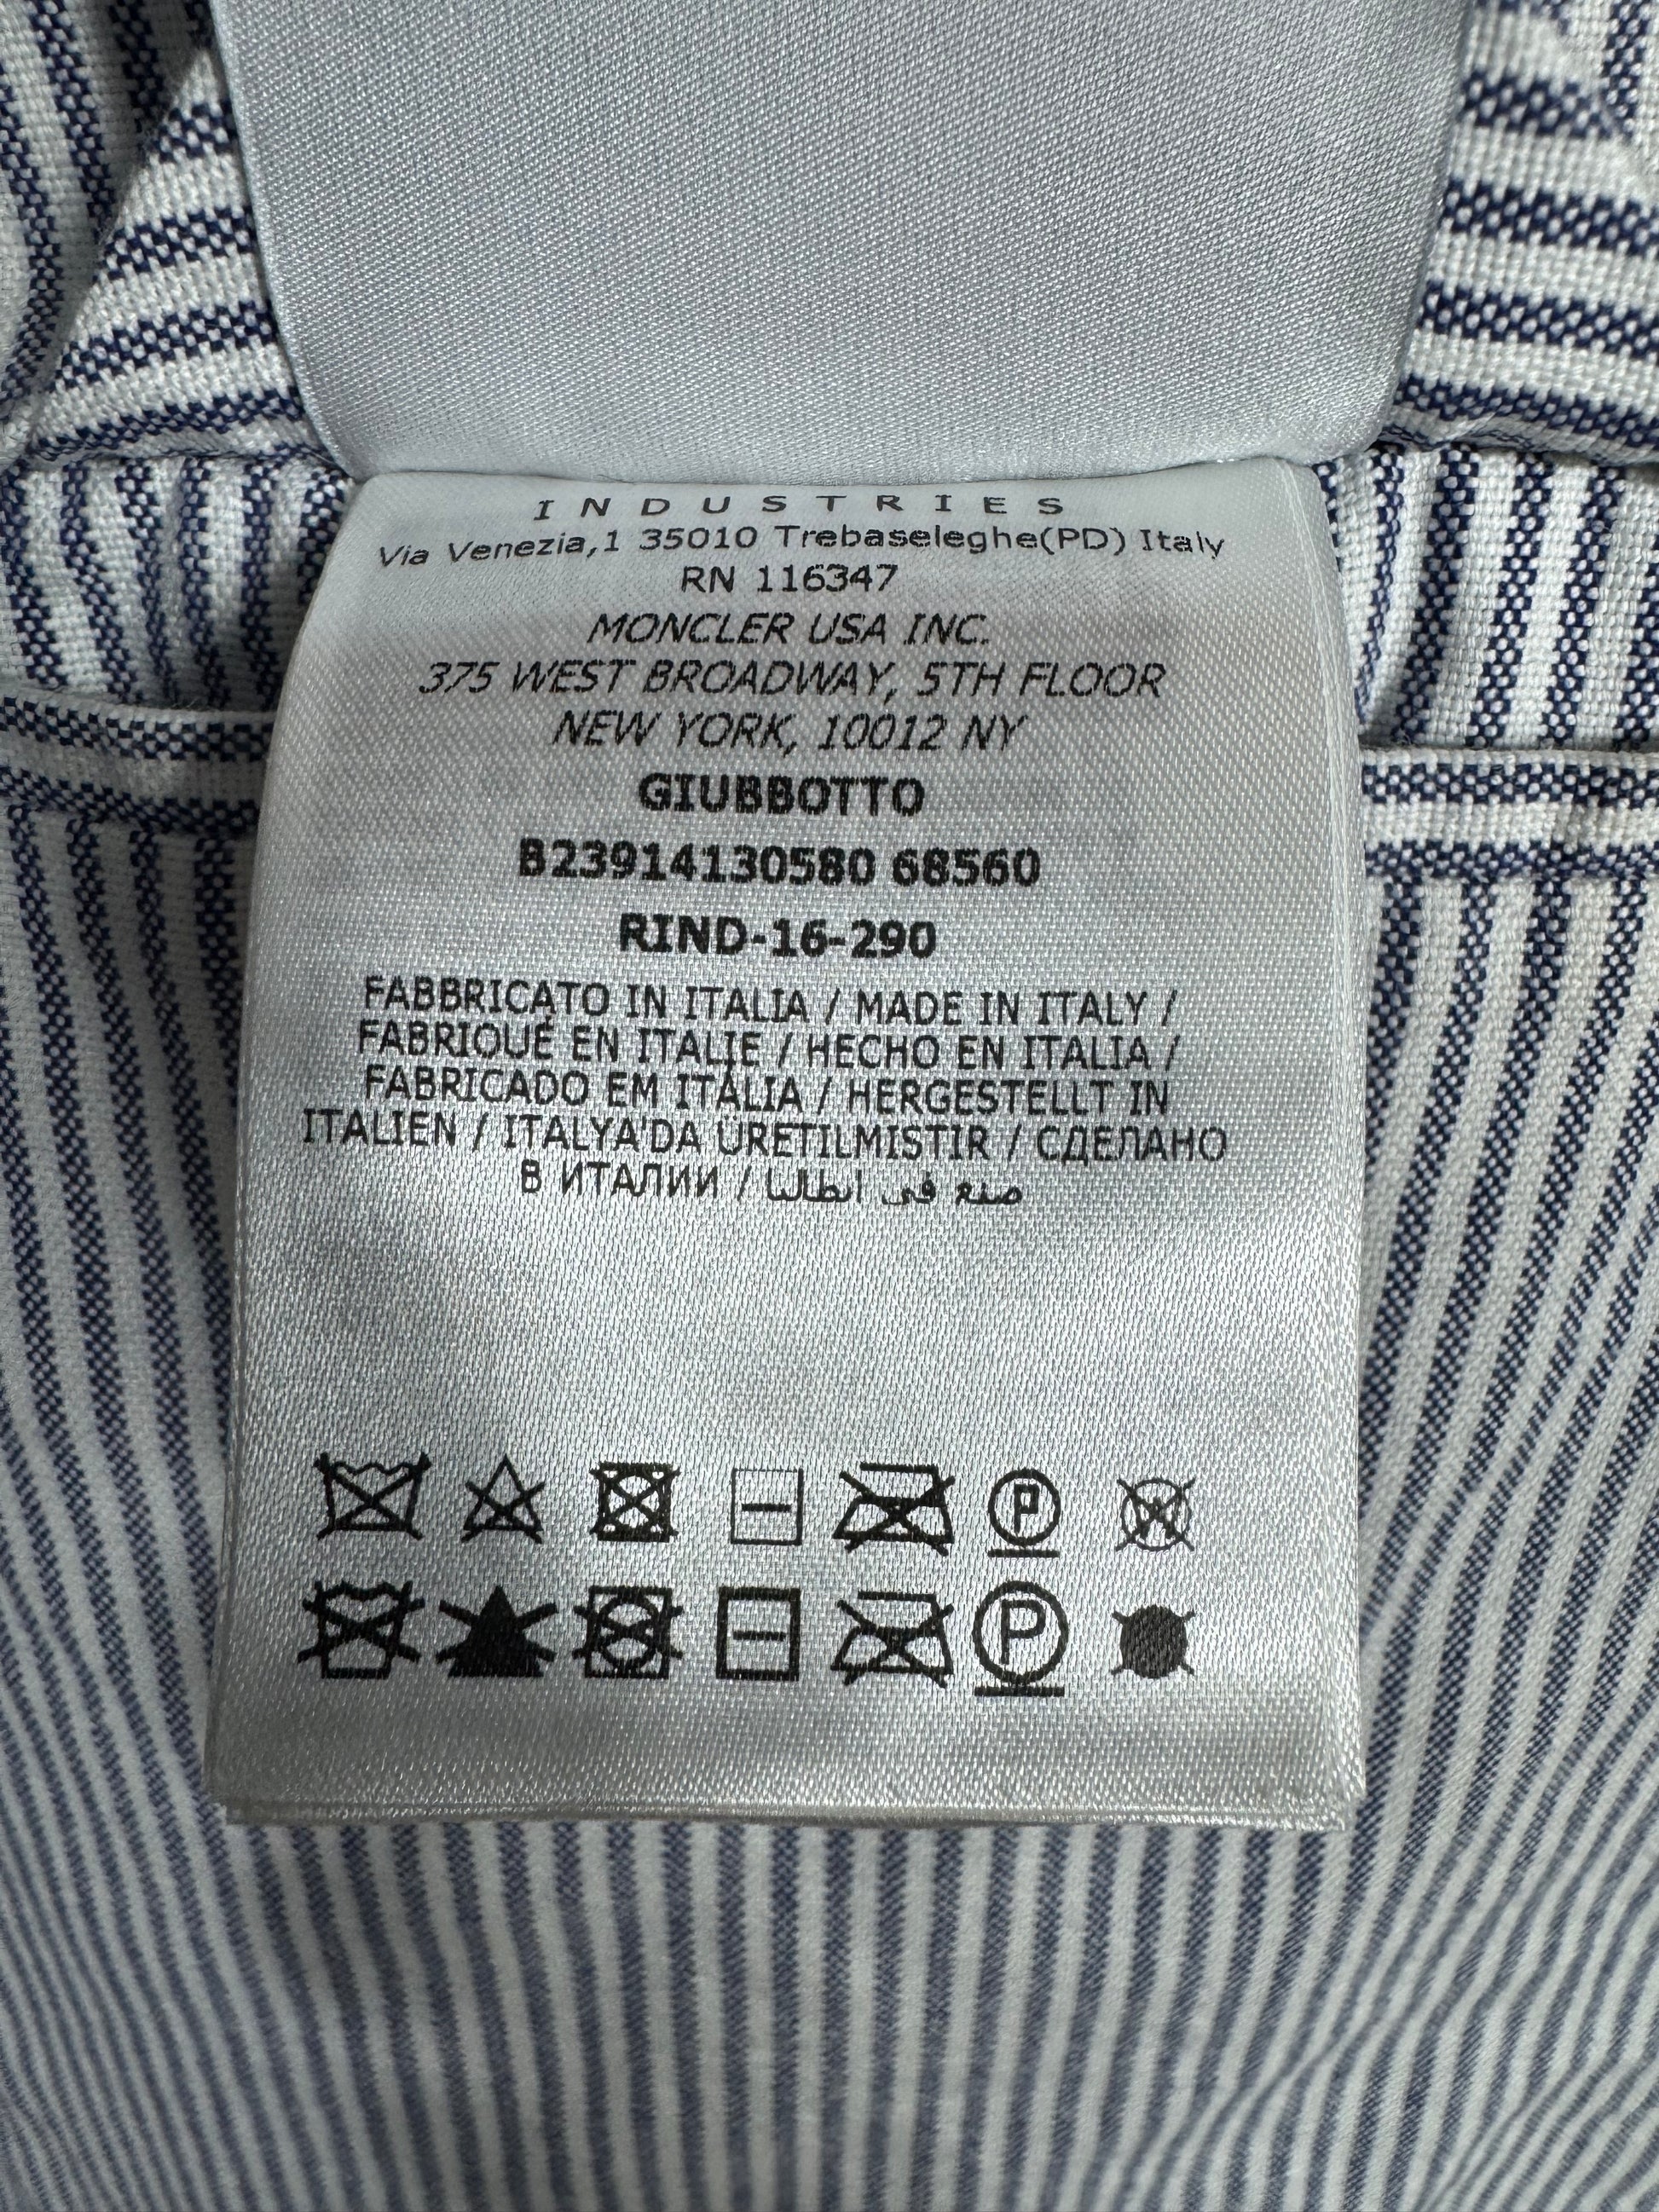 INDUSTRIES
Via Venezia,1 35010 Trebaseleghe(PD) Italy
RN 116347
MONCLER USA INC.
375 WEST BROADWAY, 5TH FLOOR
NEW YORK, 10012 NY
GIUBBOTTO
B23914130580 68560
RIND-16-290
FABBRICATO IN ITALIA / MADE IN ITALY /
FABRIQUÉ EN ITALIE / HECHO EN ITALIA /
FABRICADO EM ITÁLIA / HERGESTELLT IN
ITALIEN / ITALYA'DA ÜRETILMISTIR / СДЕЛАНО
В ИТАЛИИ / صنع في ايطاليا
P W
P